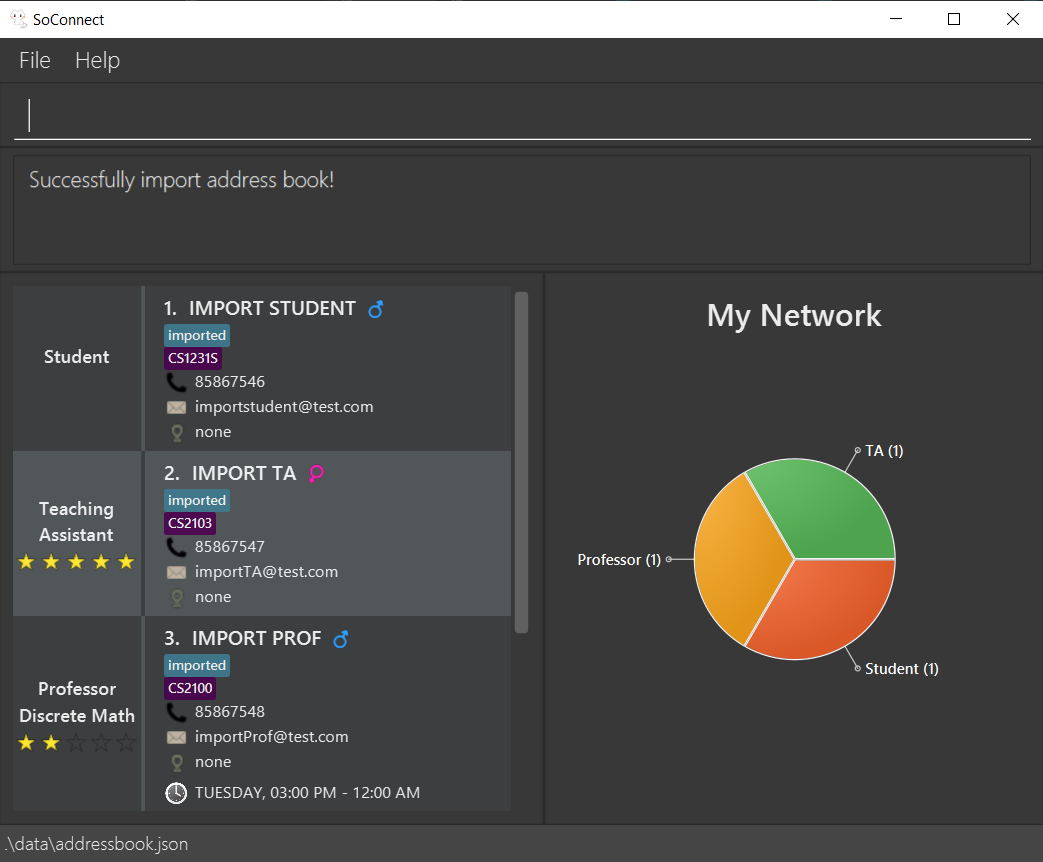 SoConnect
File Help
Successfully import address book!
Student
1. IMPORT STUDENT
imported
CS1231S
85867546
importstudent@test.com
none
Teaching
Assistant
2. IMPORT TA
imported
CS2103
85867547
importTA@test.com
none
Professor
Discrete Math
3. IMPORT PROF
imported
CS2100
85867548
importProf@test.com
none
TUESDAY, 03:00 PM - 12:00 AM
My Network
TA (1)
Professor (1)
Student (1)
.\data\addressbook.json